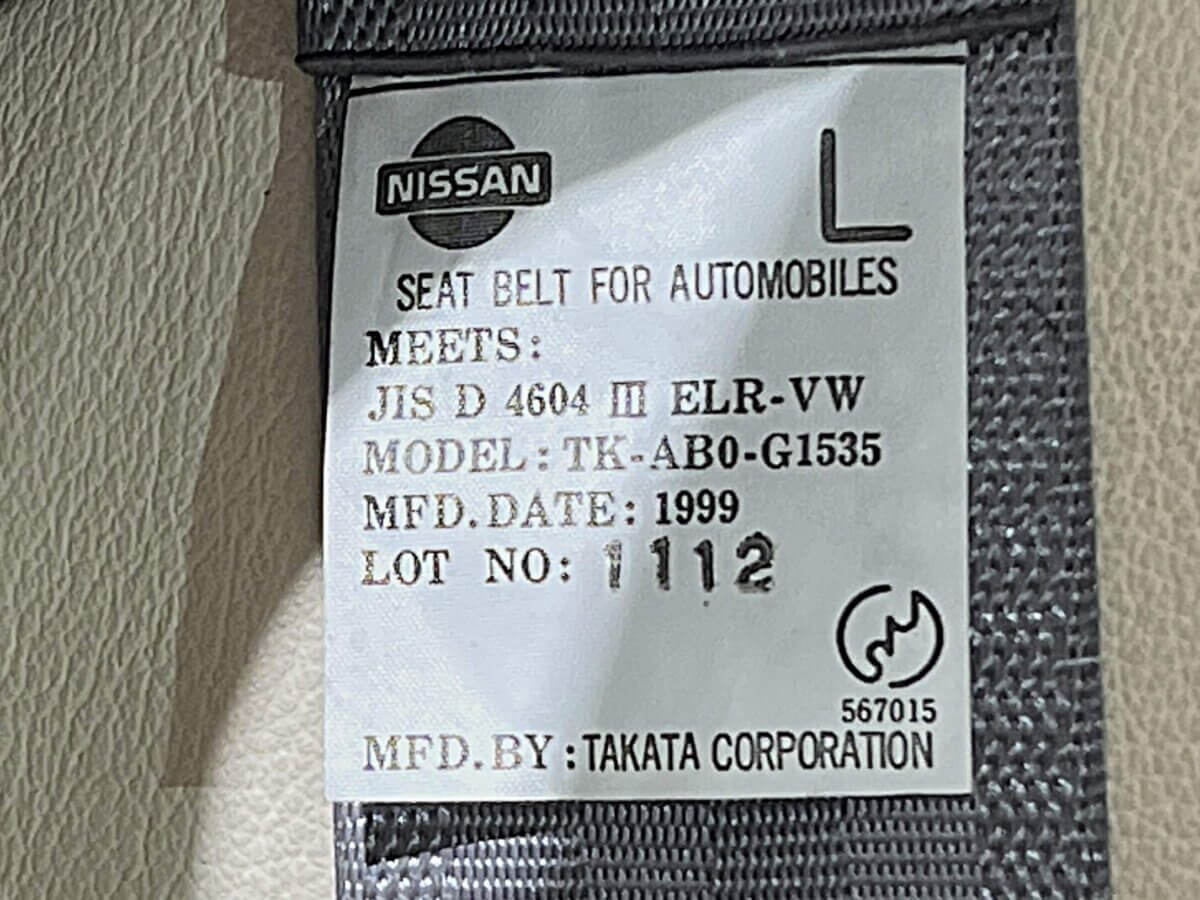 NISSAN
L
SEAT BELT FOR AUTOMOBILES
MEETS:
JIS D 4604 III ELR-VW
MODEL: TK-AB0-G1535
MFD.DATE: 1999
LOT NO: 1112
567015
MFD.BY: TAKATA CORPORATION